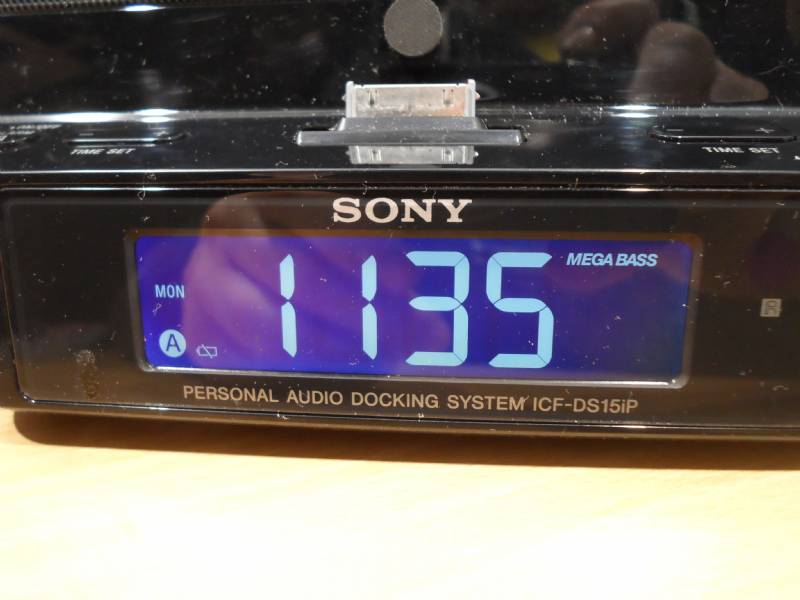 TIME SET
TIME SET
SONY
MEGA BASS
MON
1135
A
R
PERSONAL AUDIO DOCKING SYSTEM ICF-DS15iP